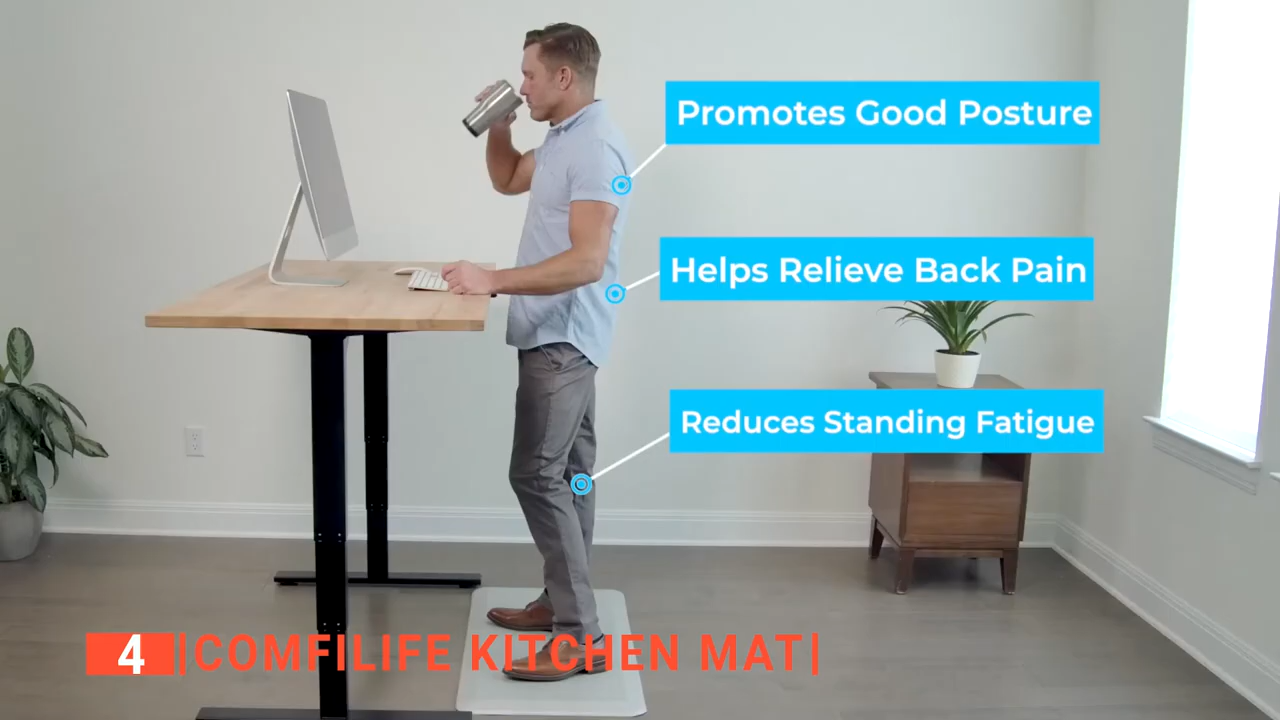 Promotes Good Posture
Helps Relieve Back Pain
Reduces Standing Fatigue
4 |COMFILIFE KITCHEN MAT|